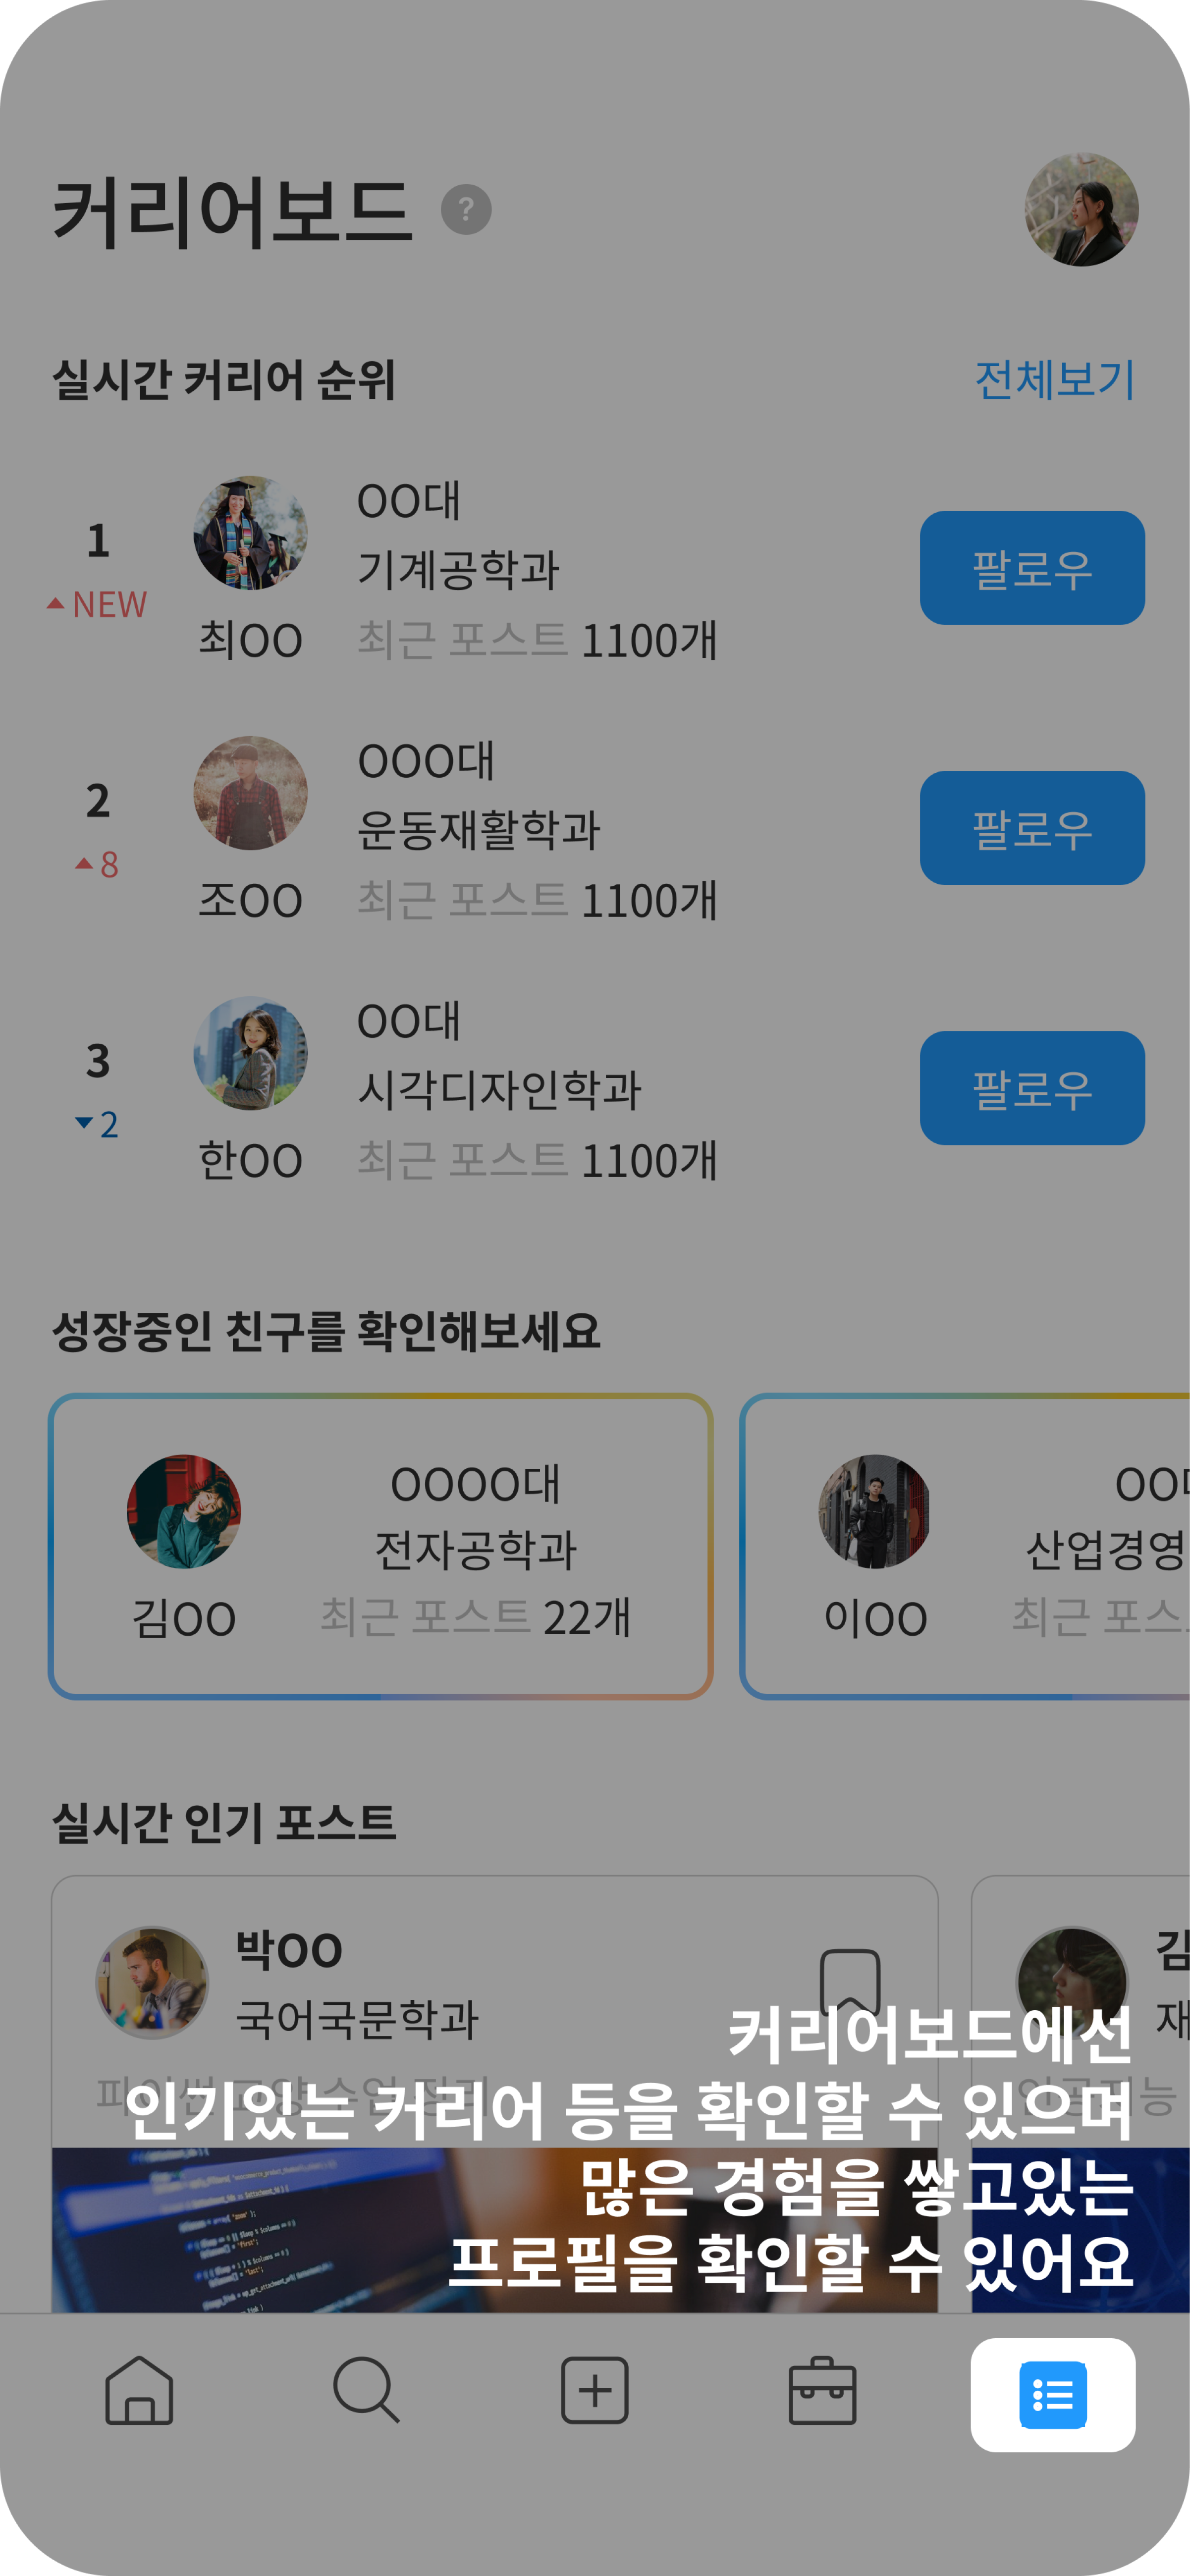 커리어보드 ?
실시간 커리어 순위
전체보기
1
NEW
최OO
OO대
기계공학과
최근 포스트 1100개
팔로우
2
8
조OO
OOO대
운동재활학과
최근 포스트 1100개
팔로우
3
2
한OO
OO대
시각디자인학과
최근 포스트 1100개
팔로우
성장중인 친구를 확인해보세요
김OO
OOOO대
전자공학과
최근 포스트 22개
이OO
산업경영
최근
실시간 인기 포스트
박OO
국어국문학과
파이썬 교양 수업 정리
커리어보드에선
인기있는 커리어 등을 확인할 수 있으며
많은 경험을 쌓고있는
프로필을 확인할 수 있어요